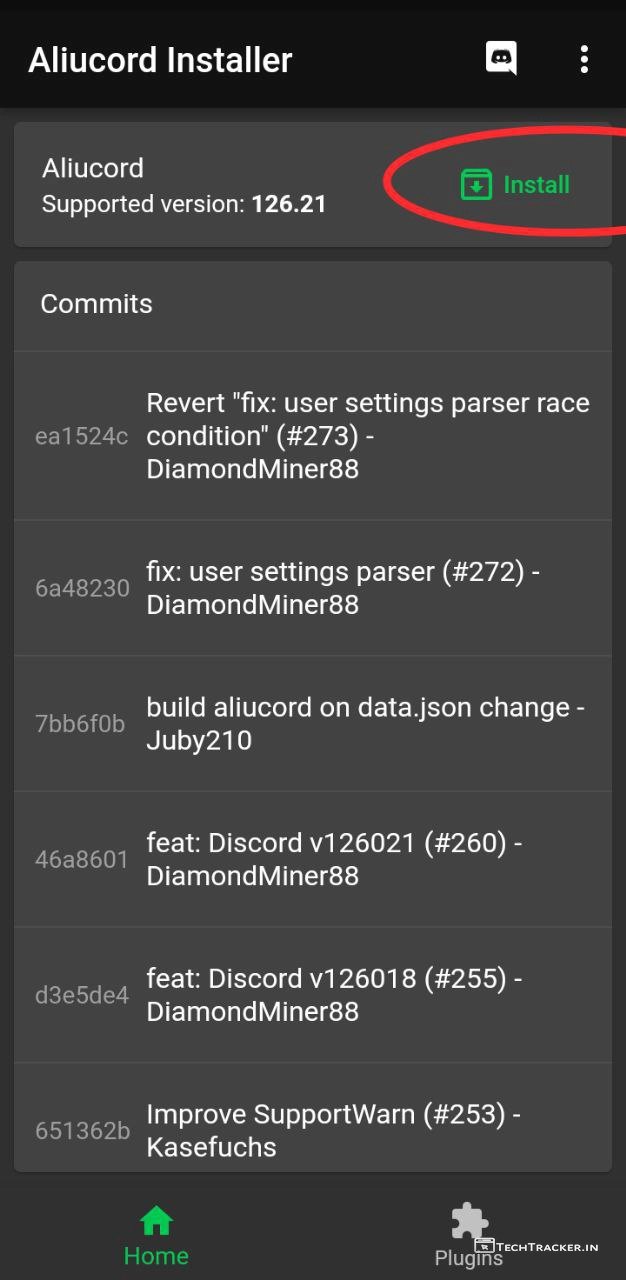 Aliucord Installer
Aliucord
Supported version: 126.21
Install
Commits
ea1524c
Revert "fix: user settings parser race
condition" (#273) -
DiamondMiner88
6a48230
fix: user settings parser (#272) -
DiamondMiner88
7bb6f0b
build aliucord on data.json change -
Juby210
46a8601
feat: Discord v126021 (#260) -
DiamondMiner88
d3e5de4
feat: Discord v126018 (#255) -
DiamondMiner88
651362b
Improve SupportWarn (#253) -
Kasefuchs
Home
Plugins
TECHTRACKER.IN